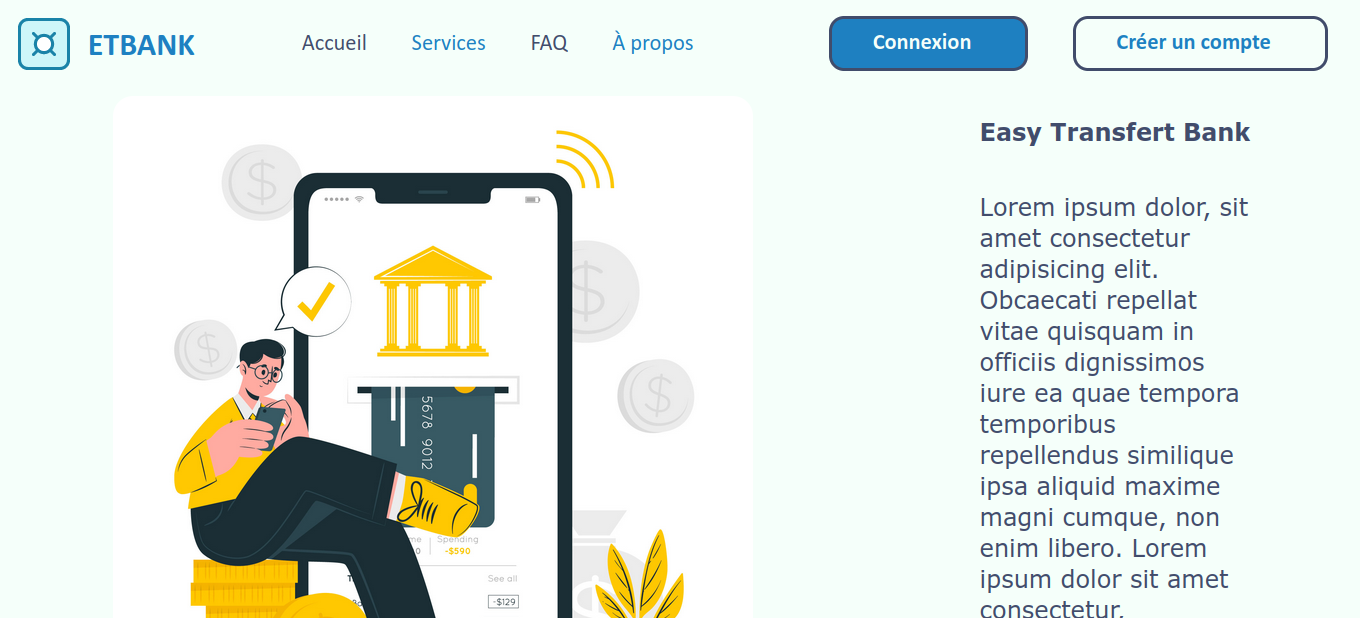 ETBANK
Accueil
Services
FAQ
À propos
Connexion
Créer un compte
Easy Transfert Bank
Lorem ipsum dolor, sit
amet consectetur
adipisicing elit.
Obcaecati repellat
vitae quisquam in
officiis dignissimos
iure ea quae tempora
temporibus
repellendus similique
ipsa aliquid maxime
magni cumque, non
enim libero. Lorem
ipsum dolor sit amet
consectetur,
5678 9012
Spending
-$590
See all
-$129